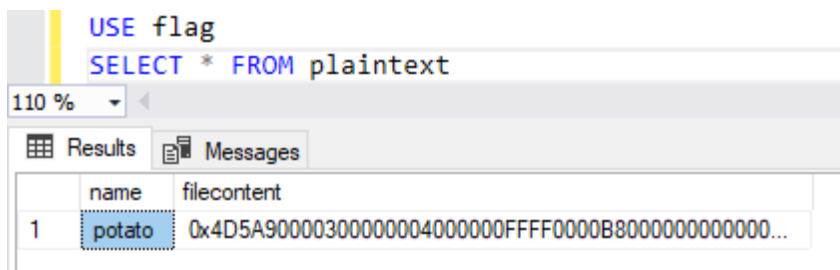 USE flag
SELECT * FROM plaintext
110 %
Results Messages
name filecontent
1 potato 0x4D5A90000300000004000000FFFF0000B8000000000000...